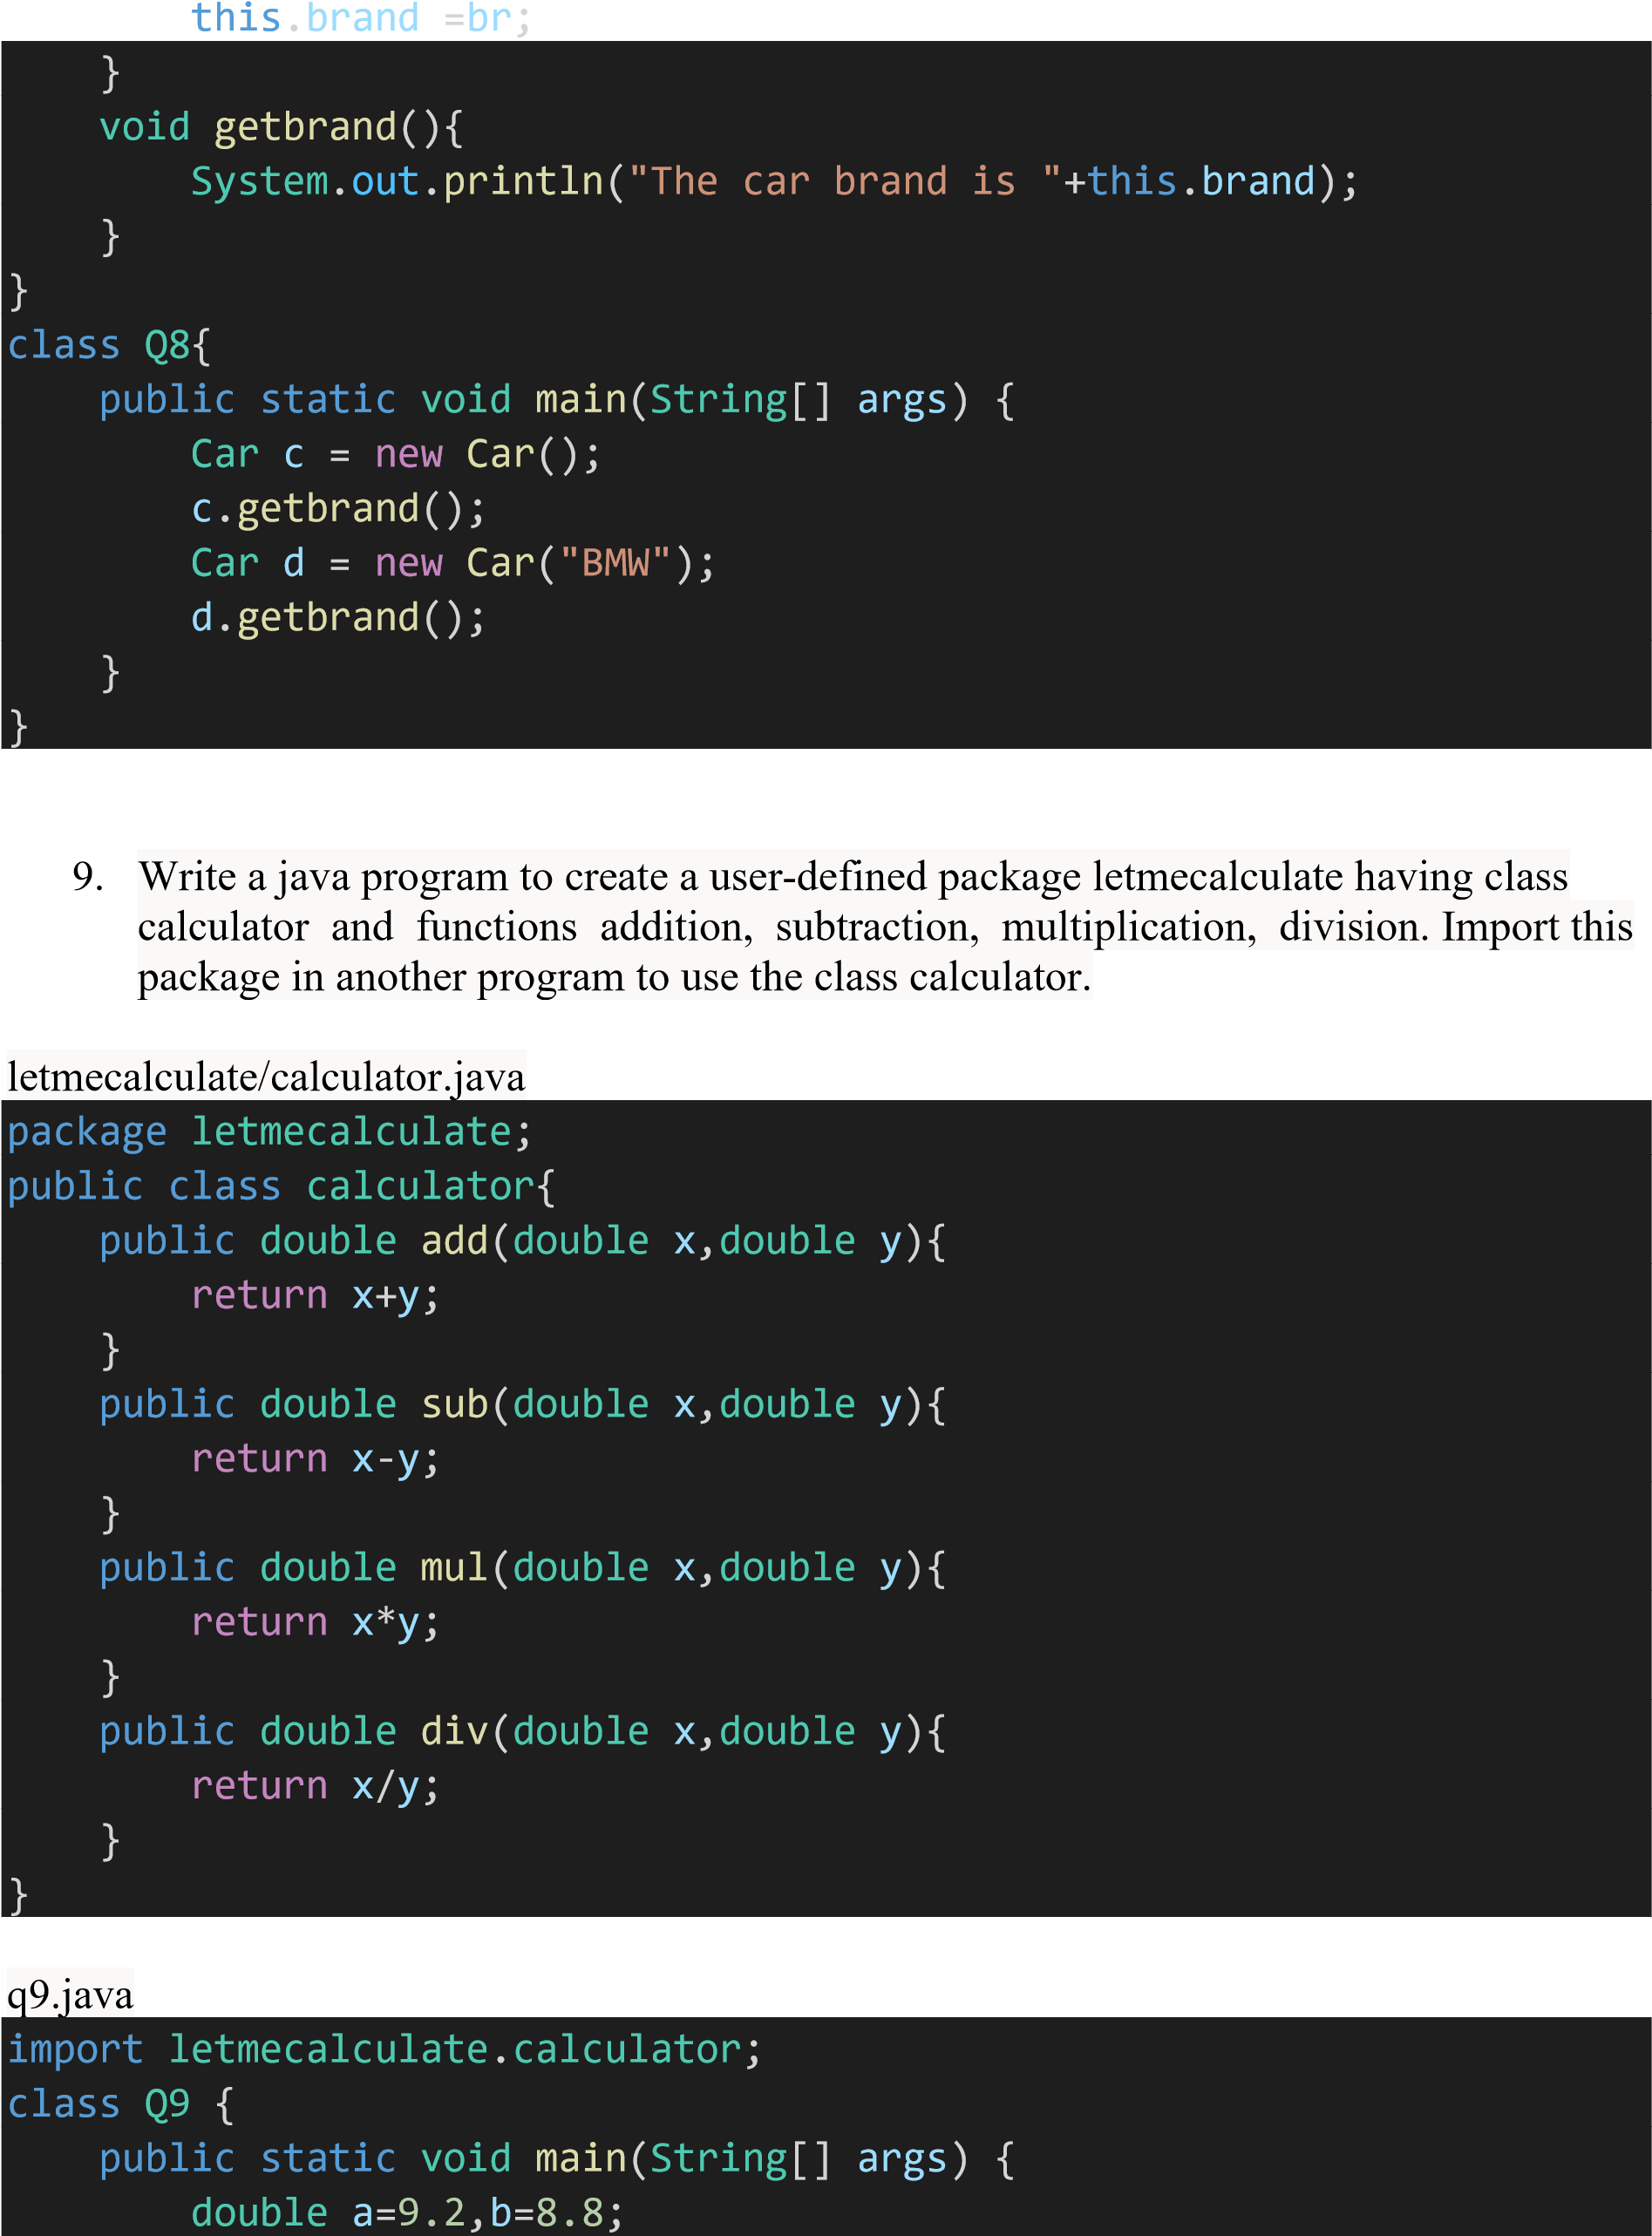 this.brand =br;
    }
    void getbrand(){
        System.out.println("The car brand is "+this.brand);
    }
}
class Q8{
    public static void main(String[] args) {
        Car c = new Car();
        c.getbrand();
        Car d = new Car("BMW");
        d.getbrand();
    }
}
9. Write a java program to create a user-defined package letmecalculate having class
calculator and functions addition, subtraction, multiplication, division. Import this
package in another program to use the class calculator.
letmecalculate/calculator.java
package letmecalculate;
public class calculator{
    public double add(double x,double y){
        return x+y;
    }
    public double sub(double x,double y){
        return x-y;
    }
    public double mul(double x,double y){
        return x*y;
    }
    public double div(double x,double y){
        return x/y;
    }
}
q9.java
import letmecalculate.calculator;
class Q9 {
    public static void main(String[] args) {
        double a=9.2,b=8.8;